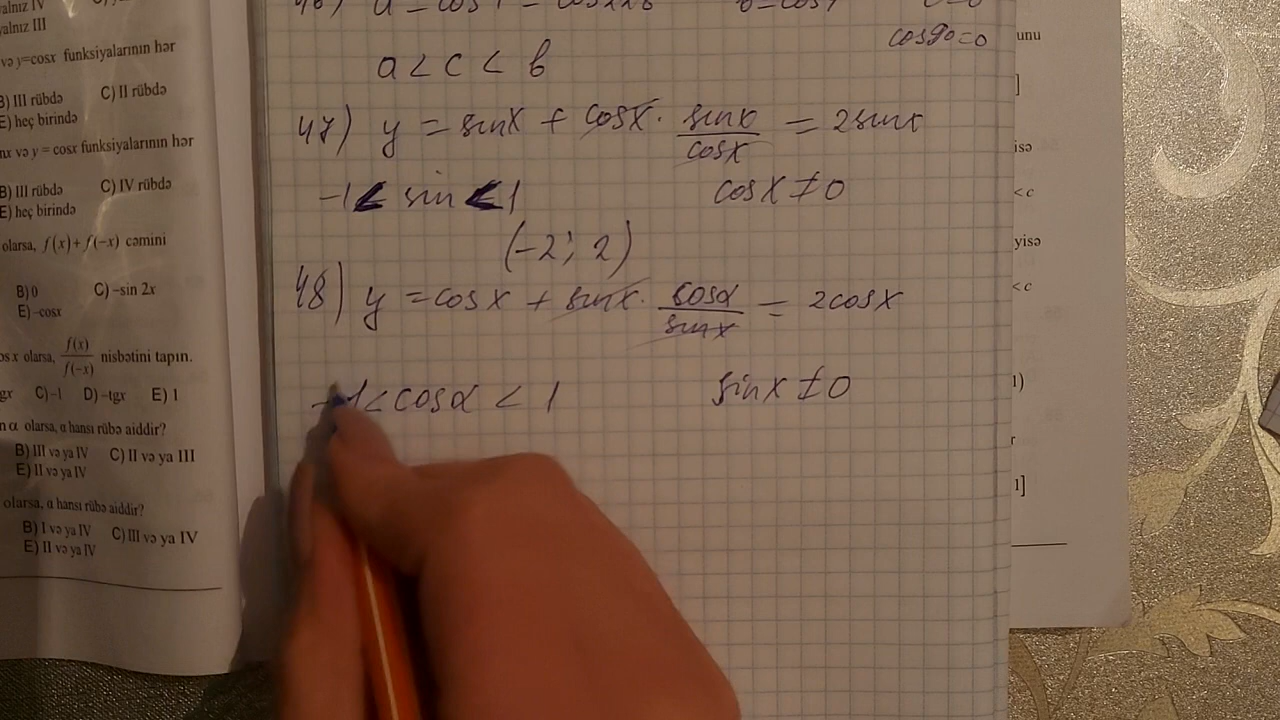 yalnız IV
yalnız III
və y=cosx funksiyalarının hər
B) III rübdə C) II rübdə
E) heç birində
nx və y = cosx funksiyalarının hər
B) III rübdə C) IV rübdə
E) heç birində
olarsa, f(x)+f(-x) cəmini
B) 0 C) -sin 2x
E) -cosx
osx olarsa, f(x)/f(-x) nisbətini tapın.
gx C) -1 D) -tgx E) 1
n α olarsa, α hansı rübə aiddir?
B) III və ya IV C) II və ya III
E) II və ya IV
olarsa, α hansı rübə aiddir?
B) I və ya IV C) III və ya IV
E) II və ya IV
cos90=0
a < c < b
47) y = sinx + cosx · sinx/cosx = 2sinx
-1 < sin < 1 cosx ≠ 0
(-2; 2)
48) y = cosx + sinx · cosα/sinx = 2cosx
-1 < cosα < 1 sinx ≠ 0
unu
]
isə
< c
yisə
< c
1)
r
1]